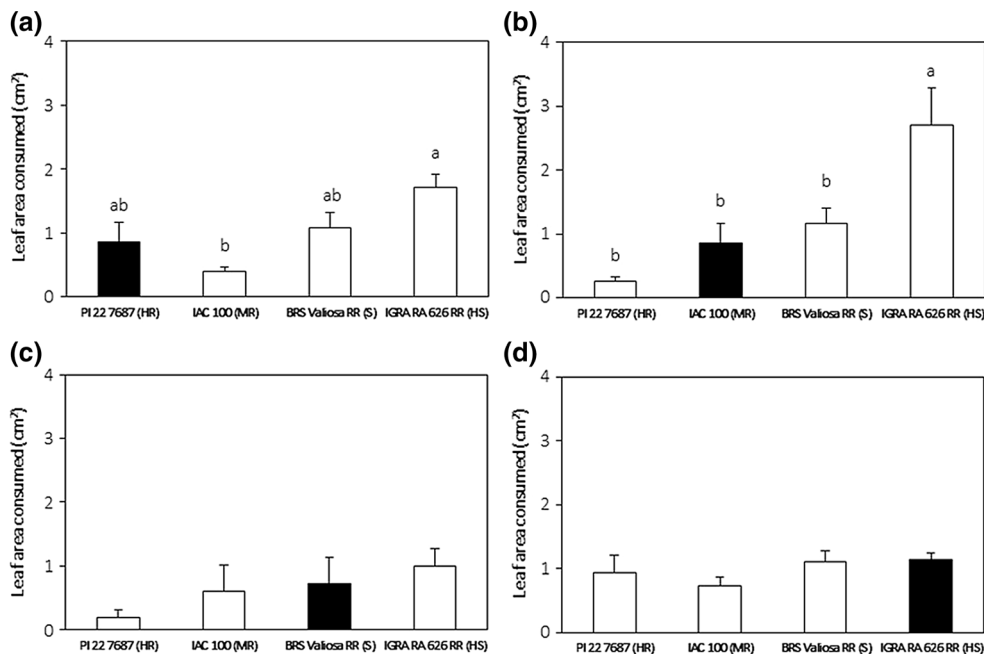 (a)
Leaf area consumed (cm²)
4
3
2
1
0
ab
b
ab
a
PI 22 7687 (HR) IAC 100 (MR) BRS Valiosa RR (S) IGRA RA 626 RR (HS)
(b)
Leaf area consumed (cm²)
4
3
2
1
0
b
b
b
a
PI 22 7687 (HR) IAC 100 (MR) BRS Valiosa RR (S) IGRA RA 626 RR (HS)
(c)
Leaf area consumed (cm²)
4
3
2
1
0
PI 22 7687 (HR) IAC 100 (MR) BRS Valiosa RR (S) IGRA RA 626 RR (HS)
(d)
Leaf area consumed (cm²)
4
3
2
1
0
PI 22 7687 (HR) IAC 100 (MR) BRS Valiosa RR (S) IGRA RA 626 RR (HS)